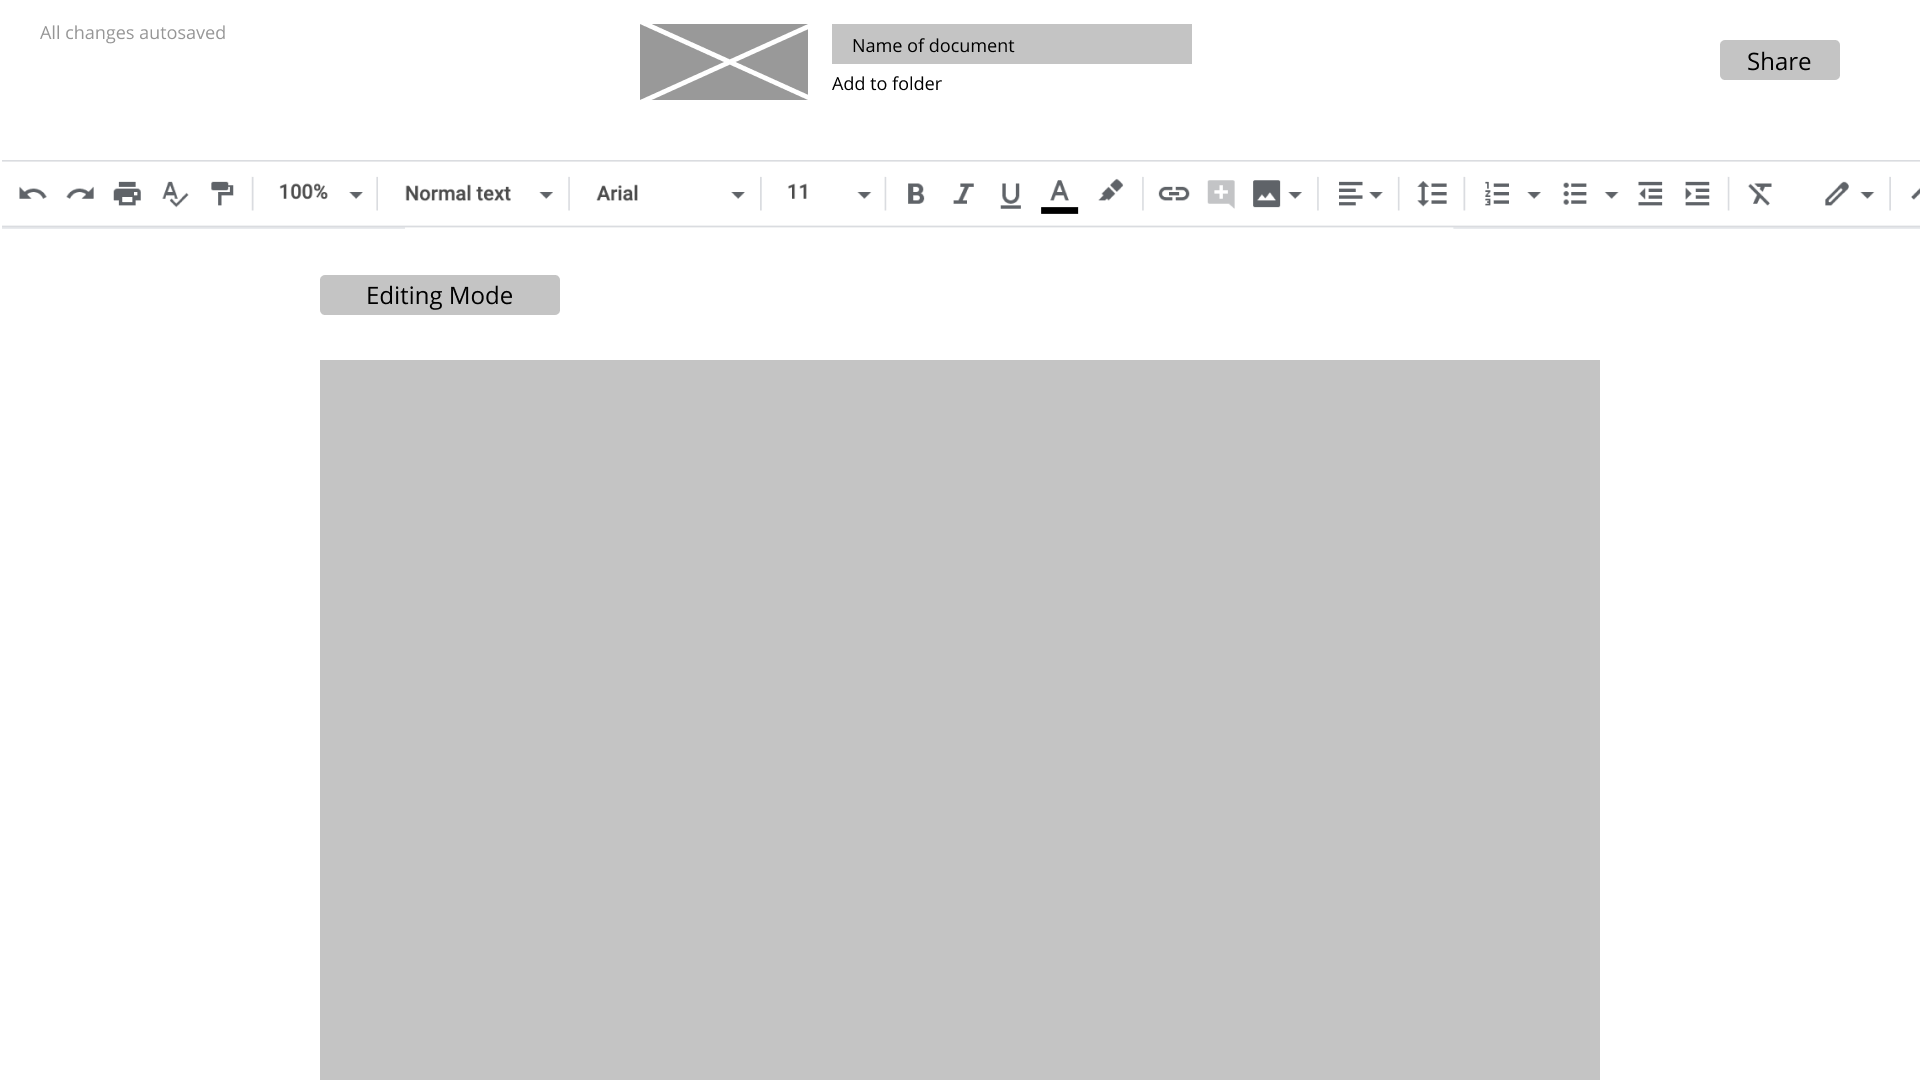 All changes autosaved
Name of document
Add to folder
Share
100% Normal text Arial 11 B I U A
Editing Mode